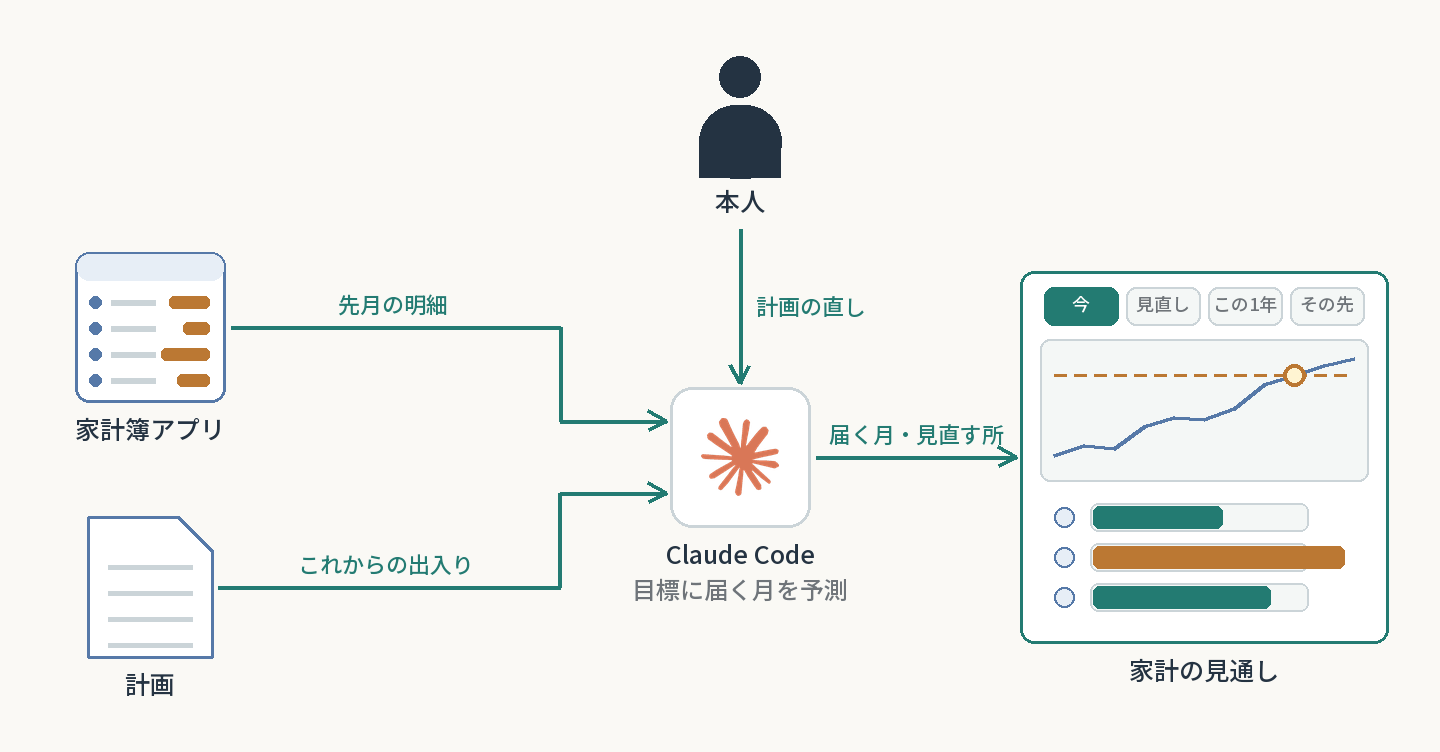 本人
家計簿アプリ
先月の明細
計画の直し
計画
これからの出入り
Claude Code
目標に届く月を予測
届く月・見直す所
今
見直し
この1年
その先
家計の見通し